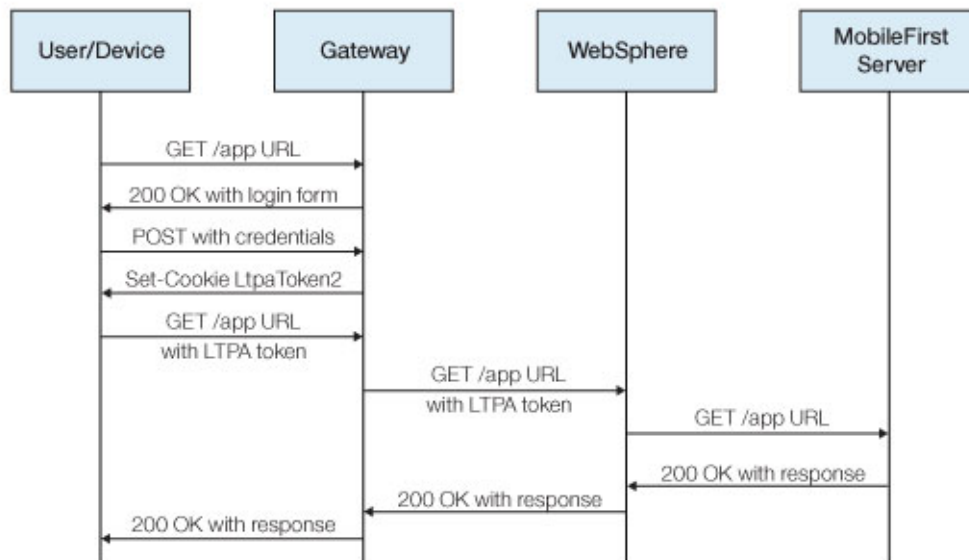 User/Device
Gateway
WebSphere
MobileFirst
Server
GET /app URL
200 OK with login form
POST with credentials
Set-Cookie LtpaToken2
GET /app URL
with LTPA token
GET /app URL
with LTPA token
GET /app URL
200 OK with response
200 OK with response
200 OK with response